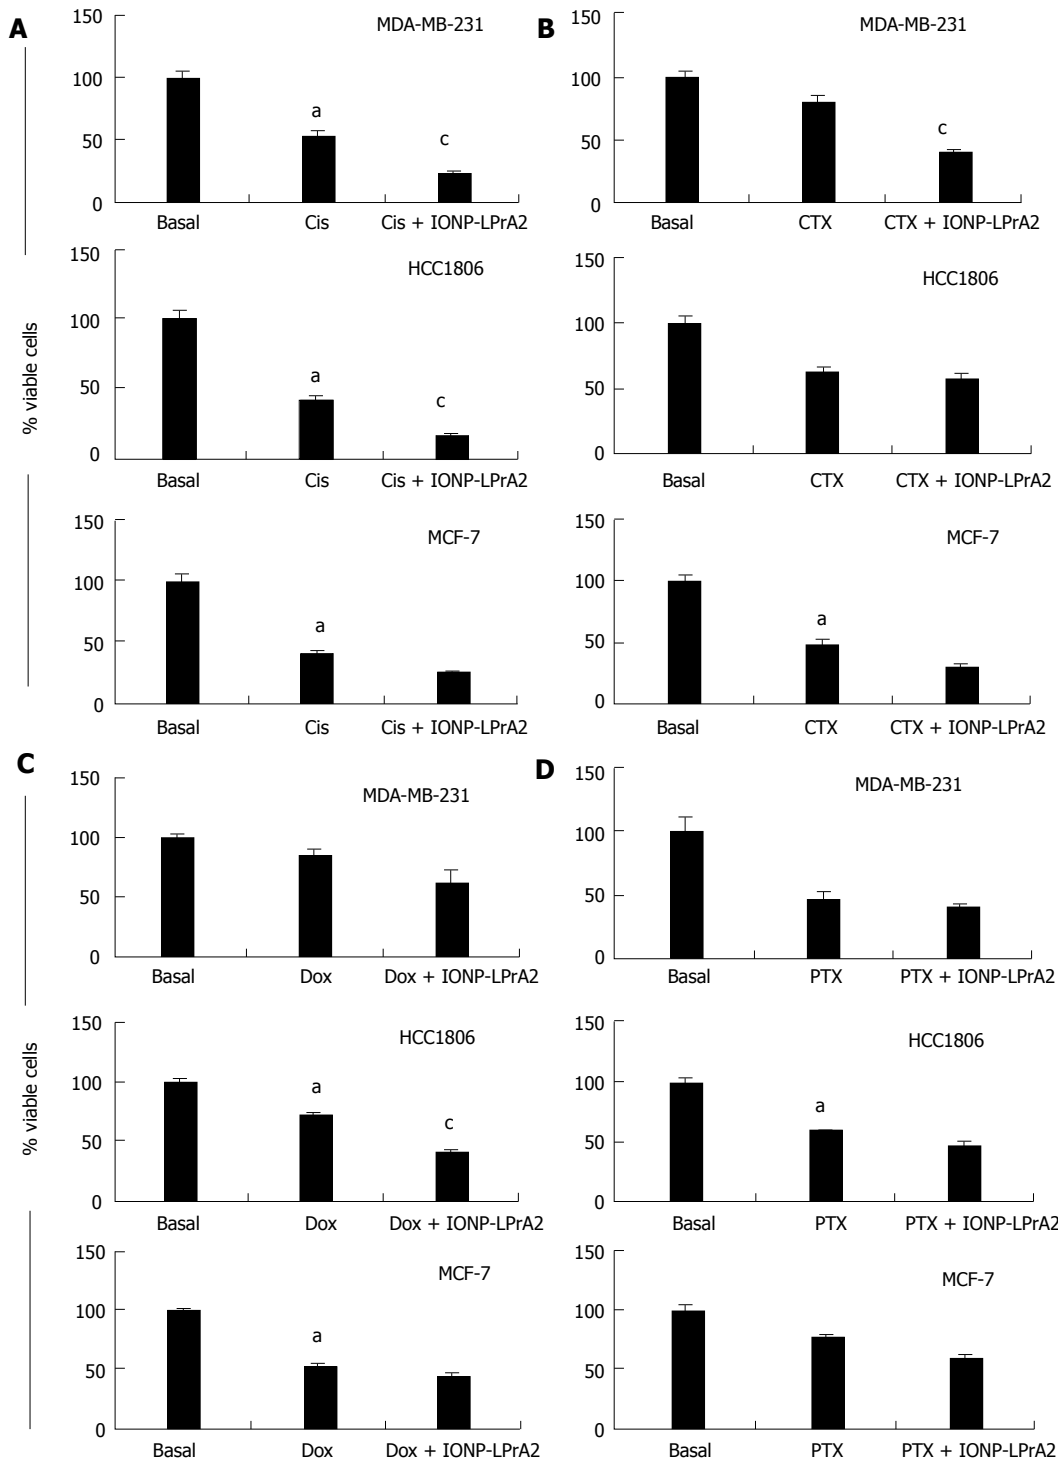 A
MDA-MB-231
150
100
50
0
a
c
Basal Cis Cis + IONP-LPrA2
HCC1806
150
100
50
0
a
c
Basal Cis Cis + IONP-LPrA2
MCF-7
150
100
50
0
a
Basal Cis Cis + IONP-LPrA2
% viable cells
B
MDA-MB-231
150
100
50
0
c
Basal CTX CTX + IONP-LPrA2
HCC1806
150
100
50
0
Basal CTX CTX + IONP-LPrA2
MCF-7
150
100
50
0
a
Basal CTX CTX + IONP-LPrA2
C
MDA-MB-231
150
100
50
0
Basal Dox Dox + IONP-LPrA2
HCC1806
150
100
50
0
a
c
Basal Dox Dox + IONP-LPrA2
MCF-7
150
100
50
0
a
Basal Dox Dox + IONP-LPrA2
% viable cells
D
MDA-MB-231
150
100
50
0
Basal PTX PTX + IONP-LPrA2
HCC1806
150
100
50
0
a
Basal PTX PTX + IONP-LPrA2
MCF-7
150
100
50
0
Basal PTX PTX + IONP-LPrA2